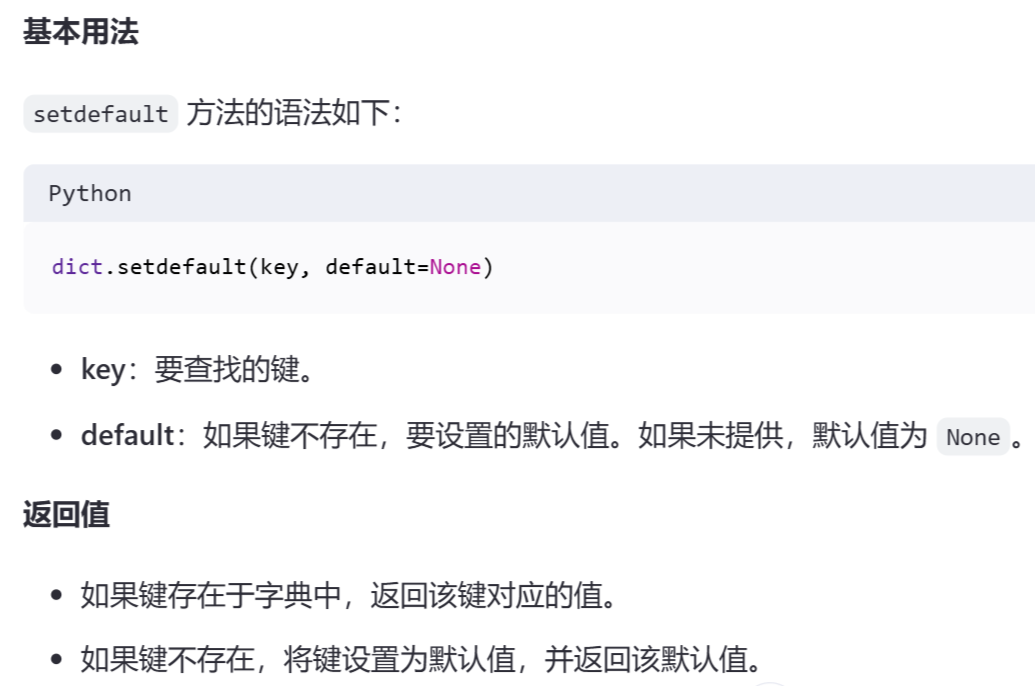 基本用法
setdefault 方法的语法如下：
Python
dict.setdefault(key, default=None)
• key：要查找的键。
• default：如果键不存在，要设置的默认值。如果未提供，默认值为 None 。
返回值
• 如果键存在于字典中，返回该键对应的值。
• 如果键不存在，将键设置为默认值，并返回该默认值。